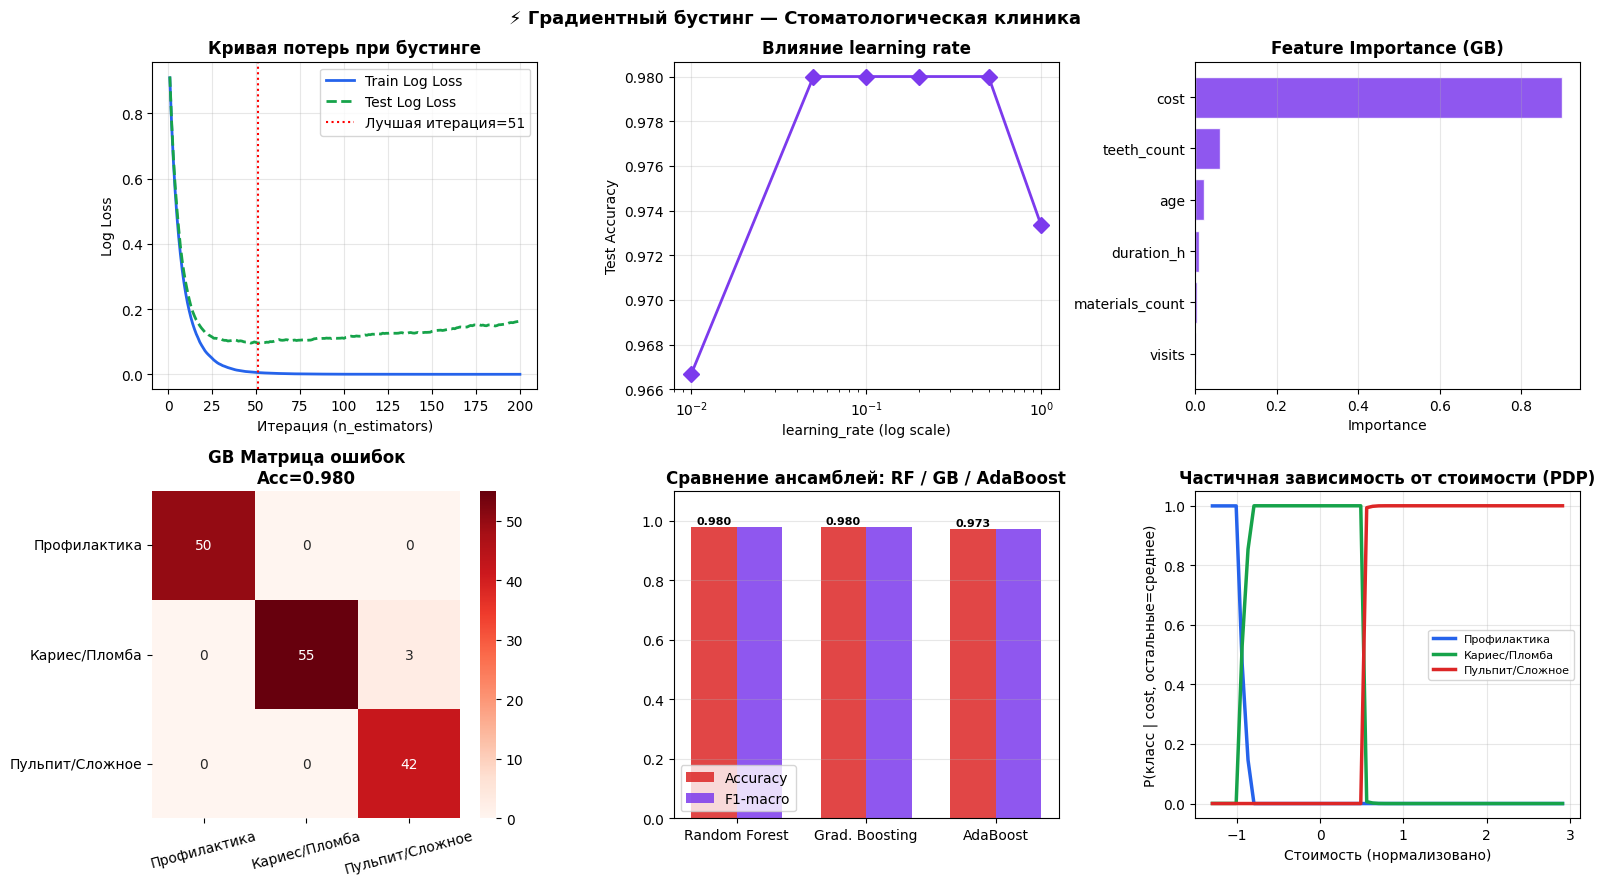 ⚡ Градиентный бустинг — Стоматологическая клиника
Кривая потерь при бустинге
Log Loss
0.8
0.6
0.4
0.2
0.0
Train Log Loss
Test Log Loss
Лучшая итерация=51
0 25 50 75 100 125 150 175 200
Итерация (n_estimators)
Влияние learning rate
Test Accuracy
0.980
0.978
0.976
0.974
0.972
0.970
0.968
0.966
10⁻² 10⁻¹ 10⁰
learning_rate (log scale)
Feature Importance (GB)
cost
teeth_count
age
duration_h
materials_count
visits
0.0 0.2 0.4 0.6 0.8
Importance
GB Матрица ошибок
Acc=0.980
Профилактика 50 0 0
Кариес/Пломба 0 55 3
Пульпит/Сложное 0 0 42
Профилактика Кариес/Пломба Пульпит/Сложное
50
40
30
20
10
0
Сравнение ансамблей: RF / GB / AdaBoost
1.0
0.8
0.6
0.4
0.2
0.0
0.980 0.980 0.973
Accuracy
F1-macro
Random Forest Grad. Boosting AdaBoost
Частичная зависимость от стоимости (PDP)
P(класс | cost, остальные=среднее)
1.0
0.8
0.6
0.4
0.2
0.0
Профилактика
Кариес/Пломба
Пульпит/Сложное
−1 0 1 2 3
Стоимость (нормализовано)